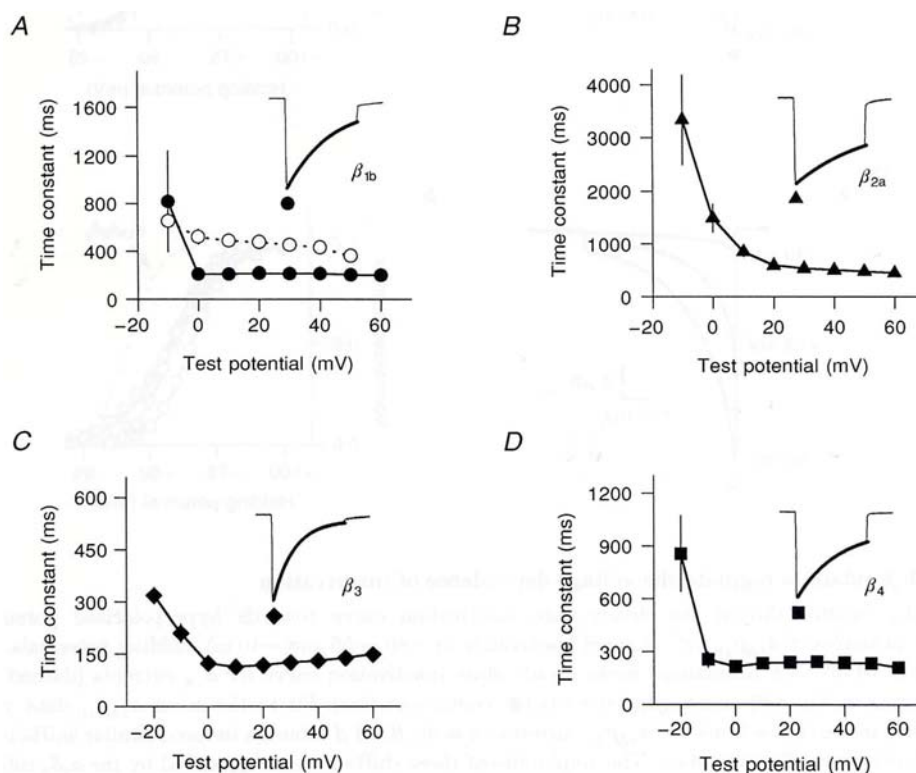 A
Time constant (ms)
1600
1200
800
400
0
−20
0
20
40
60
Test potential (mV)
β1b
B
Time constant (ms)
4000
3000
2000
1000
0
−20
0
20
40
60
Test potential (mV)
β2a
C
Time constant (ms)
600
450
300
150
0
−20
0
20
40
60
Test potential (mV)
β3
D
Time constant (ms)
1200
900
600
300
0
−20
0
20
40
60
Test potential (mV)
β4